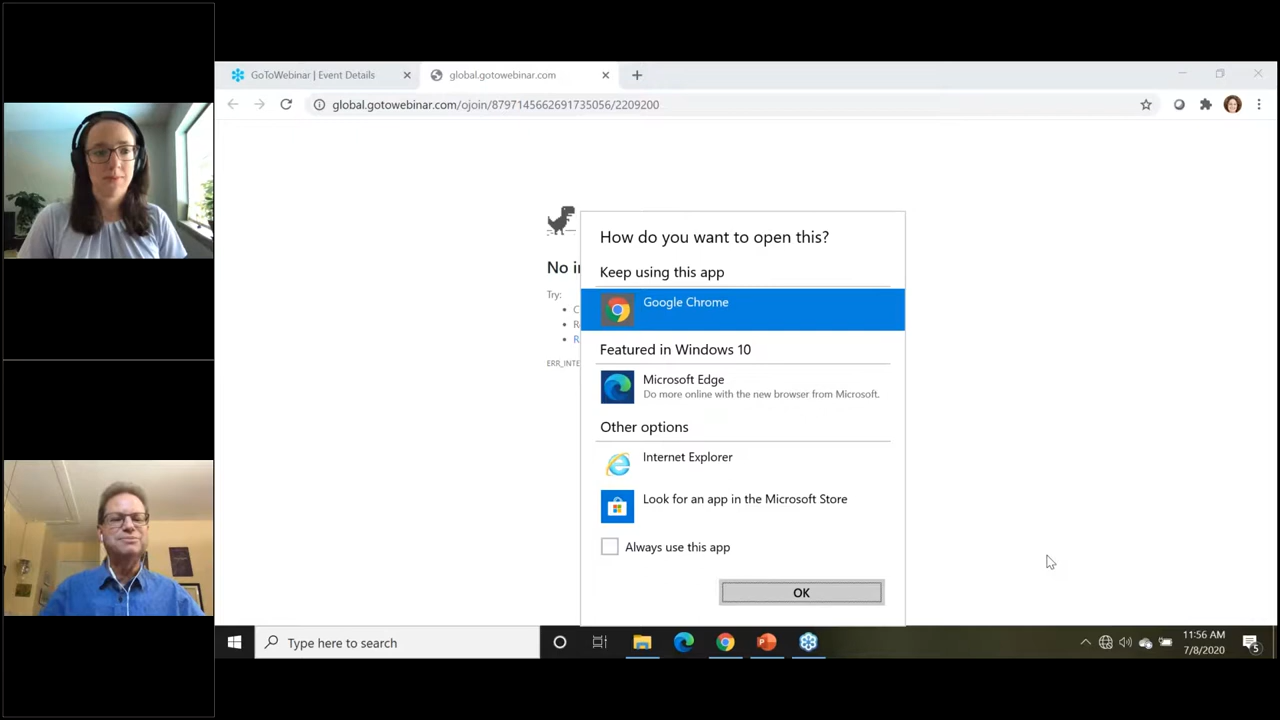 GoToWebinar | Event Details
global.gotowebinar.com
global.gotowebinar.com/ojoin/8797145662691735056/2209200
No i
Try:
ERR_INTE
How do you want to open this?
Keep using this app
Google Chrome
Featured in Windows 10
Microsoft Edge
Do more online with the new browser from Microsoft.
Other options
Internet Explorer
Look for an app in the Microsoft Store
Always use this app
OK
Type here to search
11:56 AM
7/8/2020
5